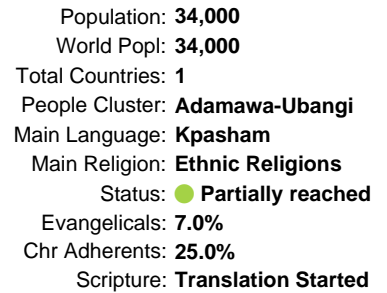 Population: 34,000
World Popl: 34,000
Total Countries: 1
People Cluster: Adamawa-Ubangi
Main Language: Kpasham
Main Religion: Ethnic Religions
Status: Partially reached
Evangelicals: 7.0%
Chr Adherents: 25.0%
Scripture: Translation Started